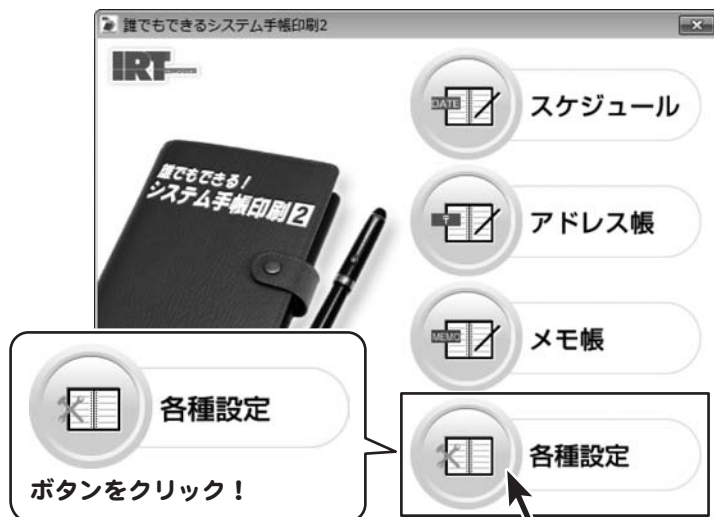 誰でもできるシステム手帳印刷2
IRT
DATE
スケジュール
誰でもできる!
システム手帳印刷2
〒
アドレス帳
MEMO
メモ帳
各種設定
各種設定
ボタンをクリック!